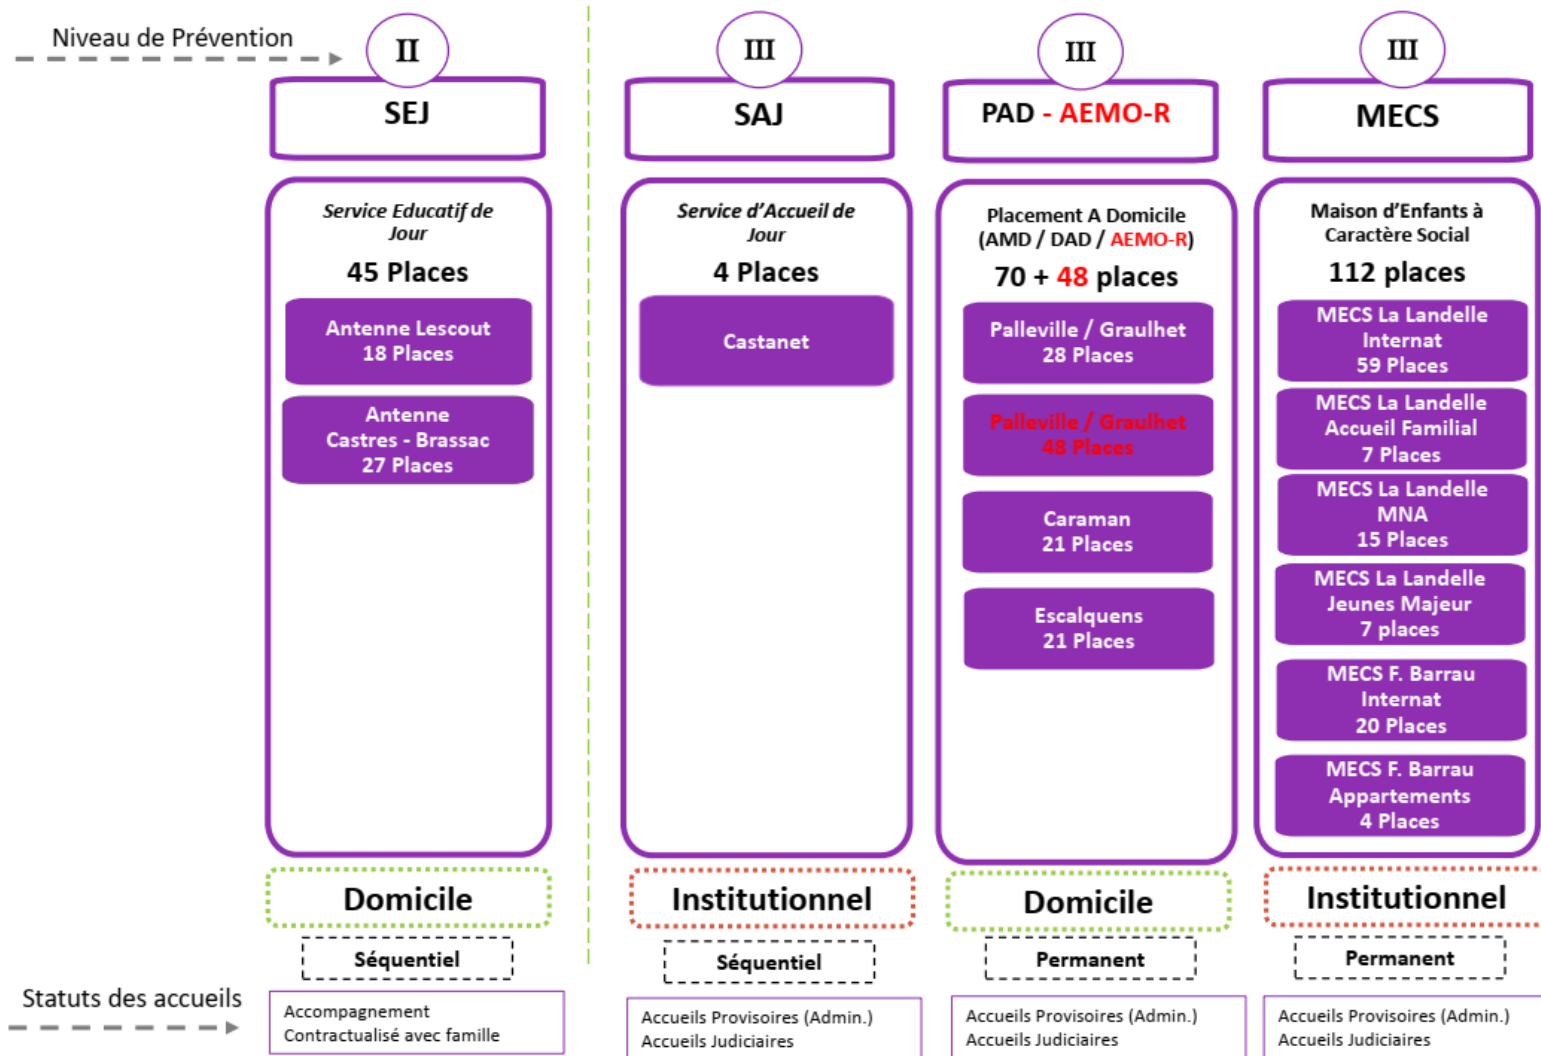 Niveau de Prévention
II
SEJ
Service Educatif de
Jour
45 Places
Antenne Lescout
18 Places
Antenne
Castres - Brassac
27 Places
Domicile
Séquentiel
III
SAJ
Service d'Accueil de
Jour
4 Places
Castanet
Institutionnel
Séquentiel
III
PAD - AEMO-R
Placement A Domicile
(AMD / DAD / AEMO-R)
70 + 48 places
Palleville / Graulhet
28 Places
Palleville / Graulhet
48 Places
Caraman
21 Places
Escalquens
21 Places
Domicile
Permanent
III
MECS
Maison d'Enfants à
Caractère Social
112 places
MECS La Landelle
Internat
59 Places
MECS La Landelle
Accueil Familial
7 Places
MECS La Landelle
MNA
15 Places
MECS La Landelle
Jeunes Majeur
7 places
MECS F. Barrau
Internat
20 Places
MECS F. Barrau
Appartements
4 Places
Institutionnel
Permanent
Statuts des accueils
Accompagnement
Contractualisé avec famille
Accueils Provisoires (Admin.)
Accueils Judiciaires
Accueils Provisoires (Admin.)
Accueils Judiciaires
Accueils Provisoires (Admin.)
Accueils Judiciaires